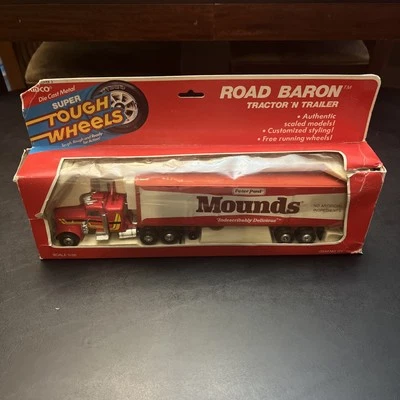 Die Cast Metal
SUPER
TOUGH
WHEELS
ROAD BARON™
TRACTOR 'N TRAILER
• Authentic
scaled models!
• Customized styling!
• Free running wheels!
Peter Paul
Mounds
"Indescribably Delicious"